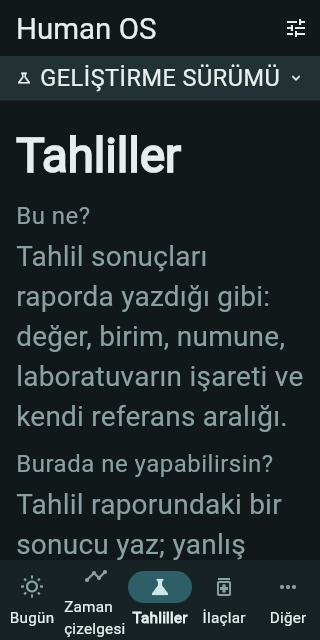 Human OS
GELİŞTİRME SÜRÜMÜ
Tahliller
Bu ne?
Tahlil sonuçları
raporda yazdığı gibi:
değer, birim, numune,
laboratuvarın işareti ve
kendi referans aralığı.
Burada ne yapabilirsin?
Tahlil raporundaki bir
sonucu yaz; yanlış
Bugün
Zaman
çizelgesi
Tahliller
İlaçlar
Diğer